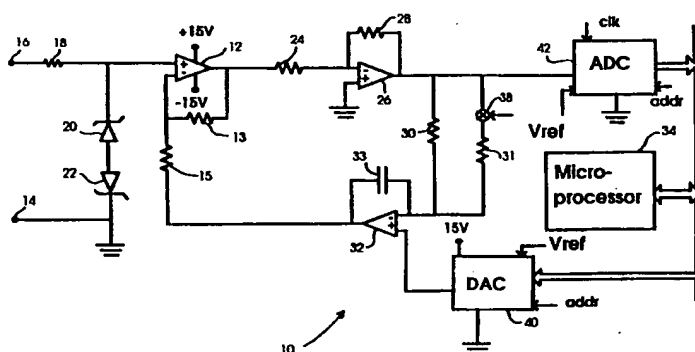 clk
16
18
+15V
12
24
28
42
ADC
-15V
26
38
addr
Vref
13
30
34
20
15
31
Micro-
processor
33
22
14
32
15V
Vref
DAC
addr
40
10